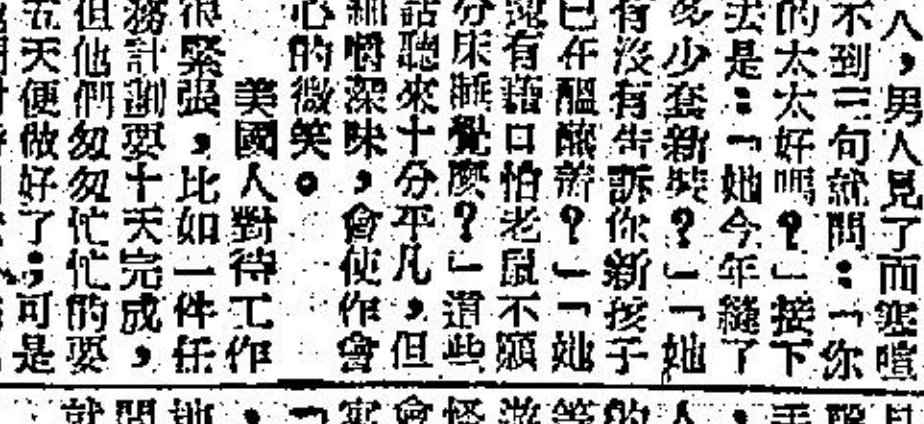 人，男人見了而寒暄
不到三句就問：「你
的太太好嗎？」接下
去是：「她今年縫了
多少套新裝？」「她
有沒有告訴你新孩子
已在醞釀着？」「她
還有藉口怕老鼠不願
分床睡覺麼？」這些
話聽來十分平凡，但
細嚼深味，會使作會
心的微笑。
美國人對待工作
很緊張，比如一件任
務計劃要十天完成，
但他們匆匆忙忙的要
五天便做好了；可是